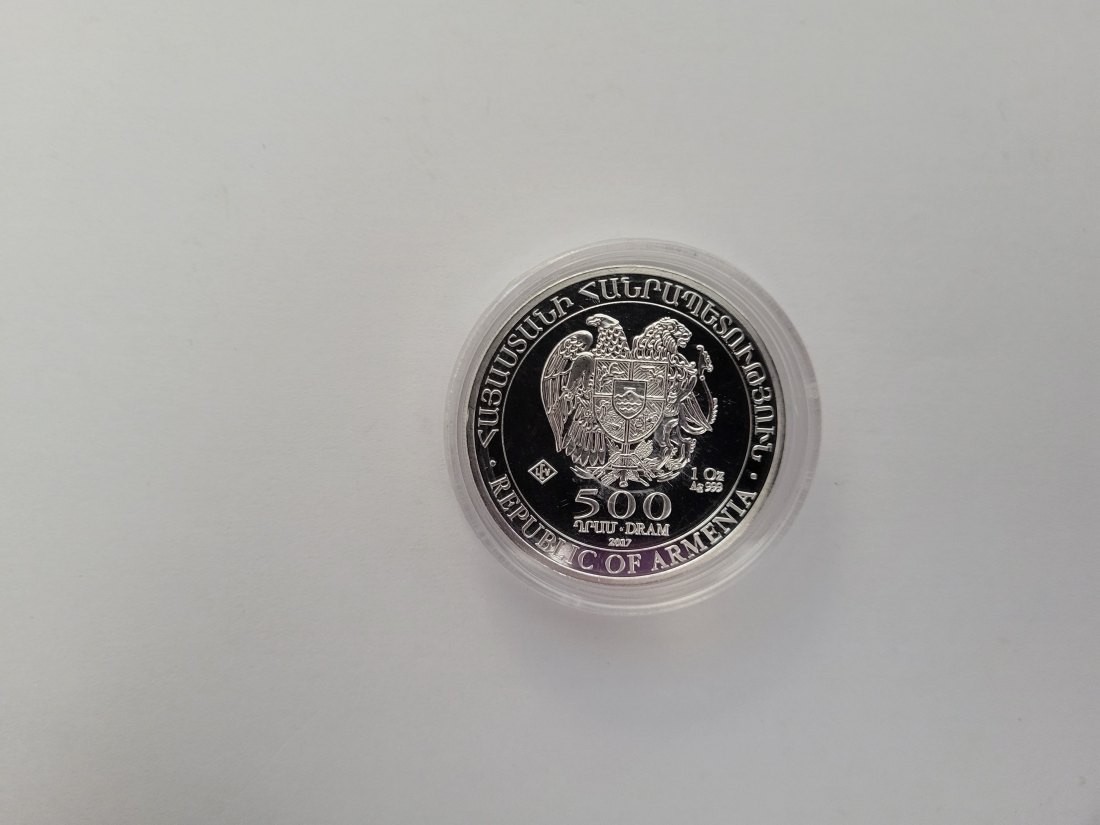 ՀԱՅԱՍՏԱՆԻ ՀԱՆՐԱՊԵՏՈՒԹՅՈՒՆ
1 Oz
Ag 999
500
ԴՐԱՄ · DRAM
2017
· REPUBLIC OF ARMENIA ·